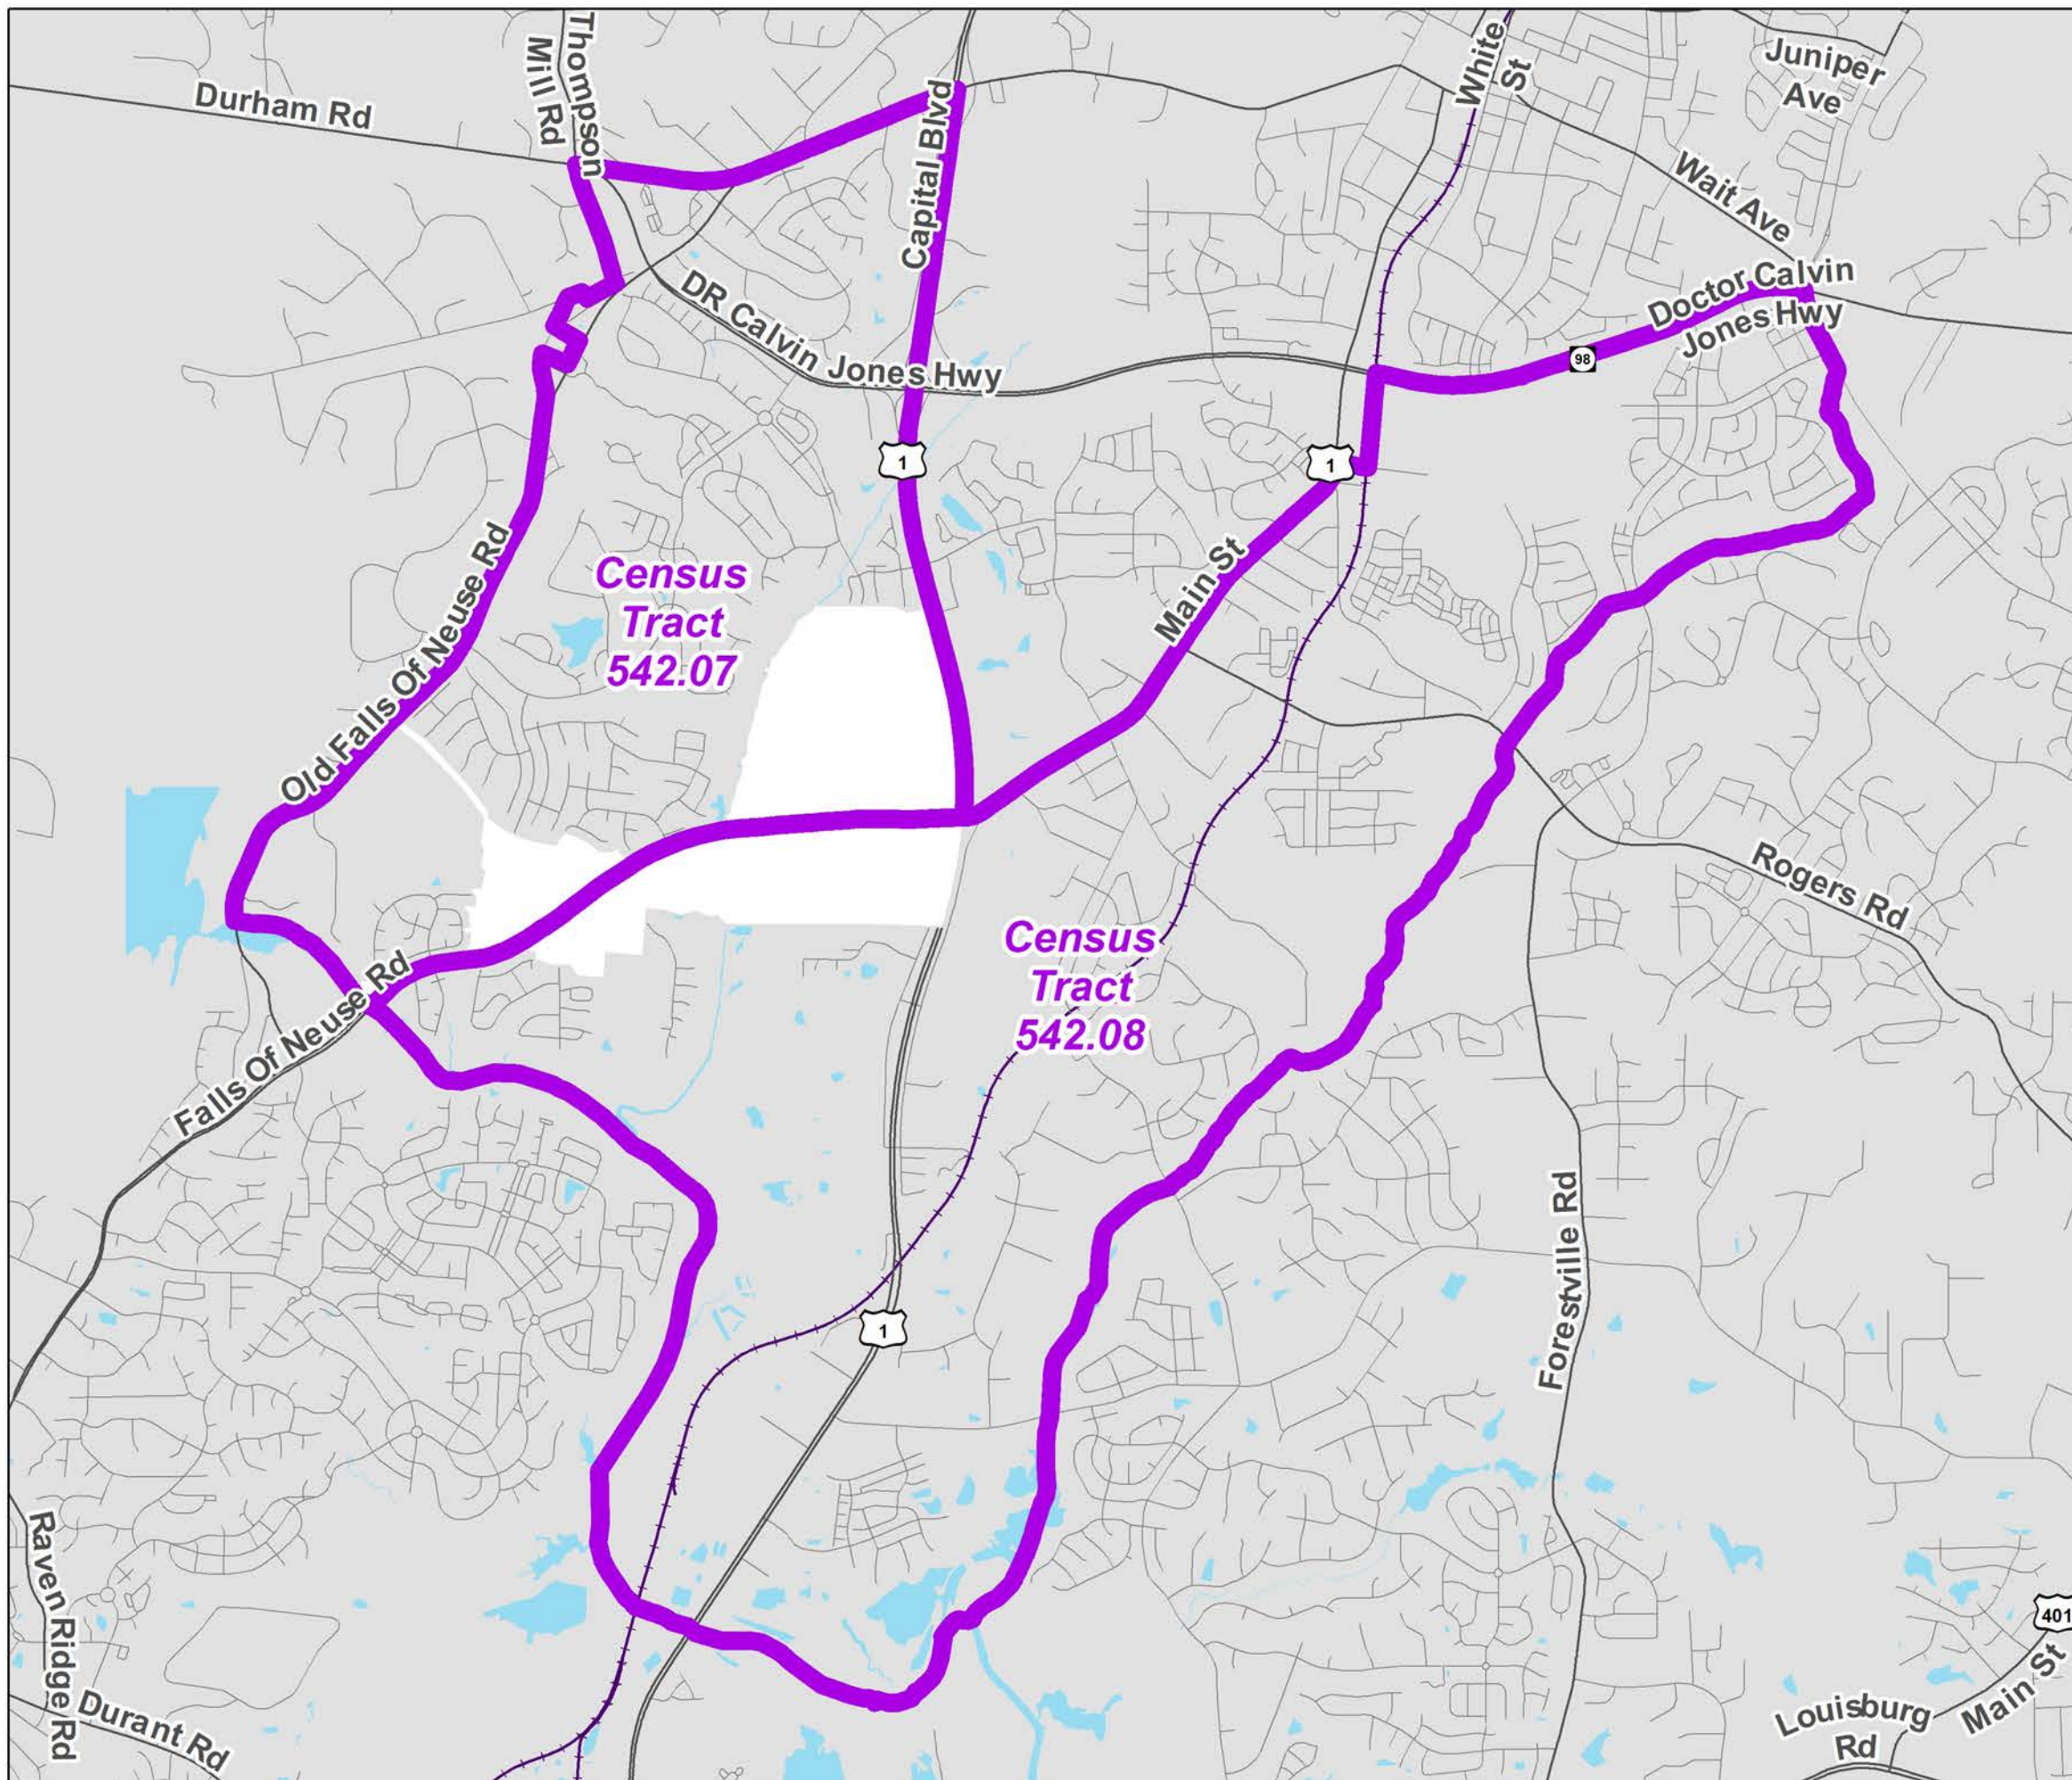 Thompson
Mill Rd
White
St
Juniper
Ave
Durham Rd
Capital Blvd
Wait Ave
DR Calvin Jones Hwy
Doctor Calvin
Jones Hwy
98
1
1
Old Falls Of Neuse Rd
Census
Tract
542.07
Main St
Rogers Rd
Census
Tract
542.08
Falls Of Neuse Rd
Forestville Rd
1
Raven Ridge Rd
Durant Rd
401
Main St
Louisburg
Rd